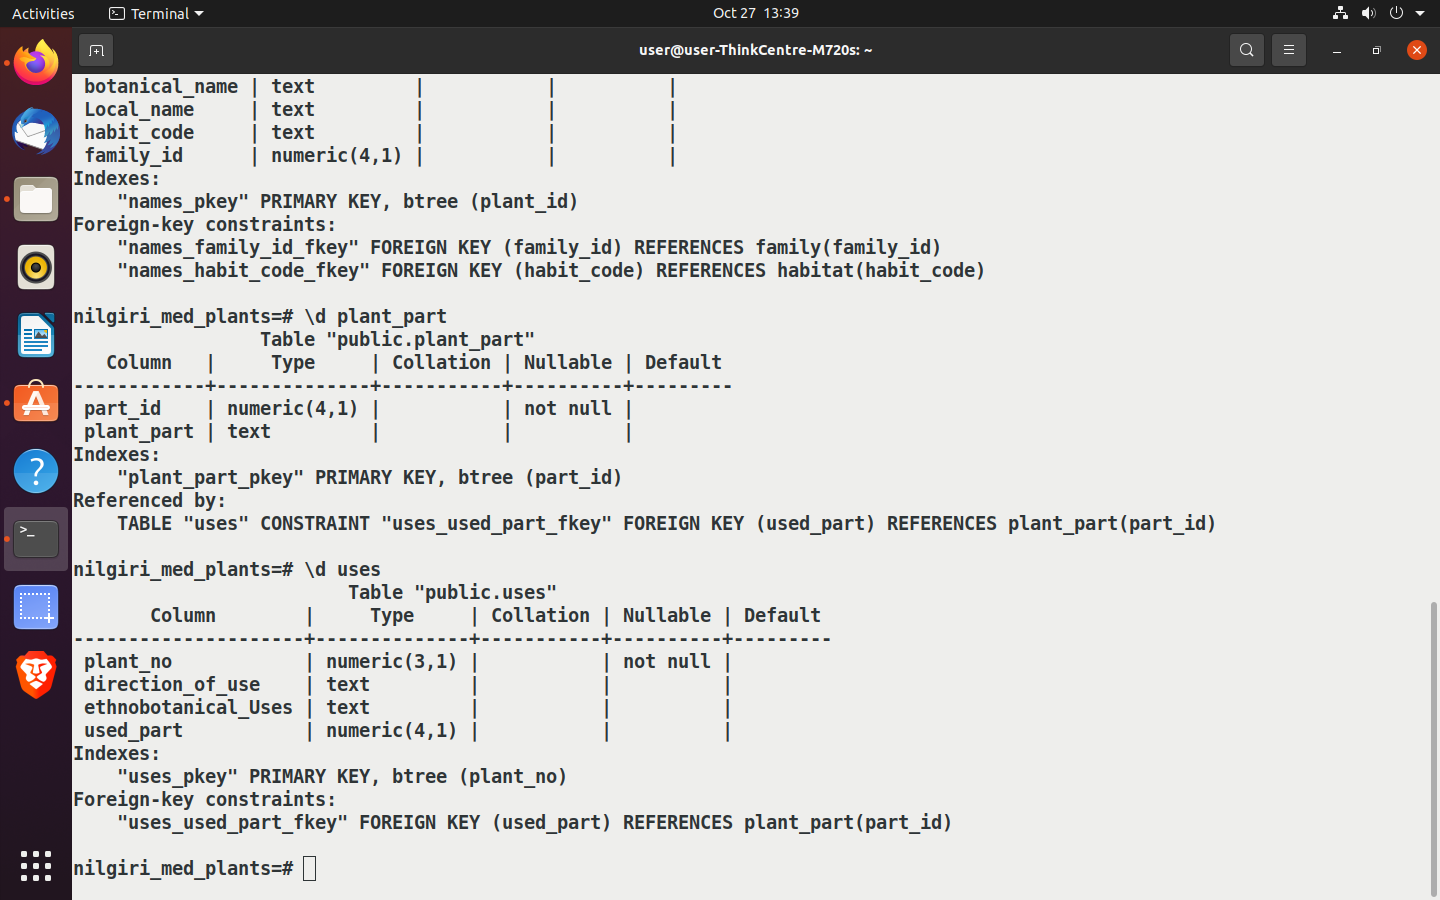 Activities Terminal Oct 27 13:39
user@user-ThinkCentre-M720s: ~
 botanical_name | text         |           |          |
 Local_name     | text         |           |          |
 habit_code     | text         |           |          |
 family_id      | numeric(4,1) |           |          |
Indexes:
    "names_pkey" PRIMARY KEY, btree (plant_id)
Foreign-key constraints:
    "names_family_id_fkey" FOREIGN KEY (family_id) REFERENCES family(family_id)
    "names_habit_code_fkey" FOREIGN KEY (habit_code) REFERENCES habitat(habit_code)

nilgiri_med_plants=# \d plant_part
                 Table "public.plant_part"
   Column   |     Type     | Collation | Nullable | Default
------------+--------------+-----------+----------+---------
 part_id    | numeric(4,1) |           | not null |
 plant_part | text         |           |          |
Indexes:
    "plant_part_pkey" PRIMARY KEY, btree (part_id)
Referenced by:
    TABLE "uses" CONSTRAINT "uses_used_part_fkey" FOREIGN KEY (used_part) REFERENCES plant_part(part_id)

nilgiri_med_plants=# \d uses
                         Table "public.uses"
       Column        |     Type     | Collation | Nullable | Default
---------------------+--------------+-----------+----------+---------
 plant_no            | numeric(3,1) |           | not null |
 direction_of_use    | text         |           |          |
 ethnobotanical_Uses | text         |           |          |
 used_part           | numeric(4,1) |           |          |
Indexes:
    "uses_pkey" PRIMARY KEY, btree (plant_no)
Foreign-key constraints:
    "uses_used_part_fkey" FOREIGN KEY (used_part) REFERENCES plant_part(part_id)

nilgiri_med_plants=#